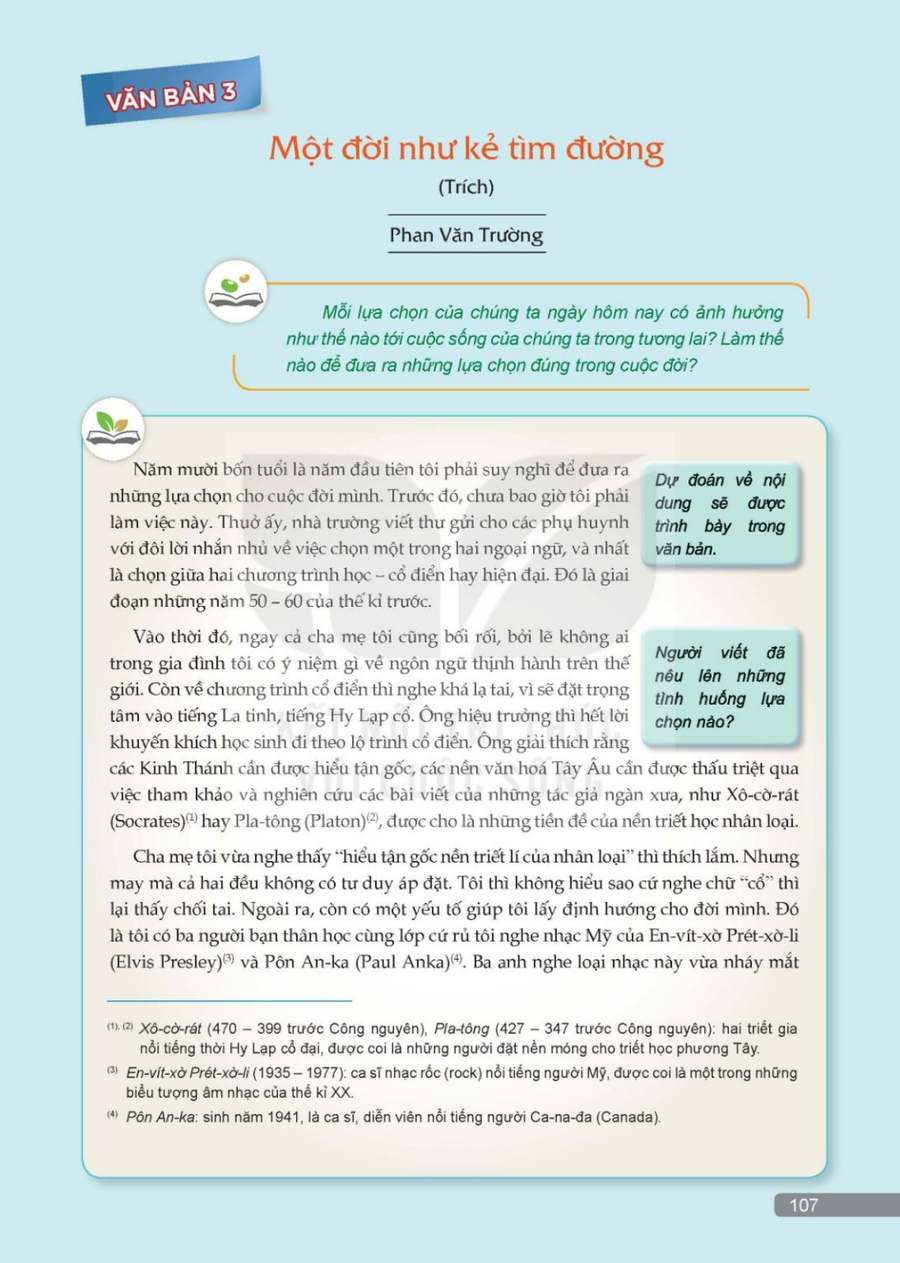 VĂN BẢN 3
Một đời như kẻ tìm đường
(Trích)
Phan Văn Trường
Mỗi lựa chọn của chúng ta ngày hôm nay có ảnh hưởng
như thế nào tới cuộc sống của chúng ta trong tương lai? Làm thế
nào để đưa ra những lựa chọn đúng trong cuộc đời?
Năm mười bốn tuổi là năm đầu tiên tôi phải suy nghĩ để đưa ra
những lựa chọn cho cuộc đời mình. Trước đó, chưa bao giờ tôi phải
làm việc này. Thuở ấy, nhà trường viết thư gửi cho các phụ huynh
với đôi lời nhắn nhủ về việc chọn một trong hai ngoại ngữ, và nhất
là chọn giữa hai chương trình học – cổ điển hay hiện đại. Đó là giai
đoạn những năm 50 – 60 của thế kỉ trước.
Dự đoán về nội
dung sẽ được
trình bày trong
văn bản.
Vào thời đó, ngay cả cha mẹ tôi cũng bối rối, bởi lẽ không ai
trong gia đình tôi có ý niệm gì về ngôn ngữ thịnh hành trên thế
giới. Còn về chương trình cổ điển thì nghe khá lạ tai, vì sẽ đặt trọng
tâm vào tiếng La tinh, tiếng Hy Lạp cổ. Ông hiệu trưởng thì hết lời
khuyến khích học sinh đi theo lộ trình cổ điển. Ông giải thích rằng
các Kinh Thánh cần được hiểu tận gốc, các nền văn hoá Tây Âu cần được thấu triệt qua
việc tham khảo và nghiên cứu các bài viết của những tác giả ngàn xưa, như Xô-cờ-rát
(Socrates)(1) hay Pla-tông (Platon)(2), được cho là những tiền đề của nền triết học nhân loại.
Người viết đã
nêu lên những
tình huống lựa
chọn nào?
Cha mẹ tôi vừa nghe thấy “hiểu tận gốc nền triết lí của nhân loại” thì thích lắm. Nhưng
may mà cả hai đều không có tư duy áp đặt. Tôi thì không hiểu sao cứ nghe chữ “cổ” thì
lại thấy chối tai. Ngoài ra, còn có một yếu tố giúp tôi lấy định hướng cho đời mình. Đó
là tôi có ba người bạn thân học cùng lớp cứ rủ tôi nghe nhạc Mỹ của En-vít-xờ Prét-xờ-li
(Elvis Presley)(3) và Pôn An-ka (Paul Anka)(4). Ba anh nghe loại nhạc này vừa nháy mắt
(1), (2) Xô-cờ-rát (470 – 399 trước Công nguyên), Pla-tông (427 – 347 trước Công nguyên): hai triết gia
nổi tiếng thời Hy Lạp cổ đại, được coi là những người đặt nền móng cho triết học phương Tây.
(3) En-vít-xờ Prét-xờ-li (1935 – 1977): ca sĩ nhạc rốc (rock) nổi tiếng người Mỹ, được coi là một trong những
biểu tượng âm nhạc của thế kỉ XX.
(4) Pôn An-ka: sinh năm 1941, là ca sĩ, diễn viên nổi tiếng người Ca-na-đa (Canada).
KẾT NỐI TRI THỨC
VỚI CUỘC SỐNG
107